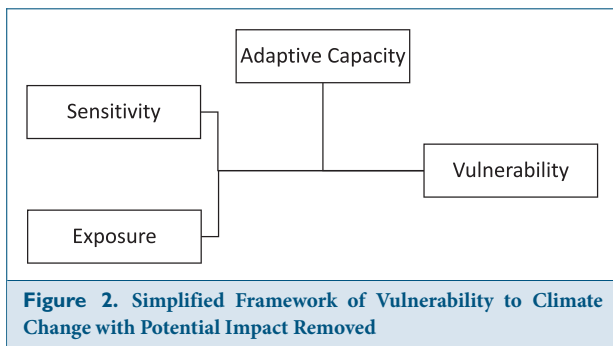 Adaptive Capacity
Sensitivity
Vulnerability
Exposure
Figure 2. Simplified Framework of Vulnerability to Climate
Change with Potential Impact Removed